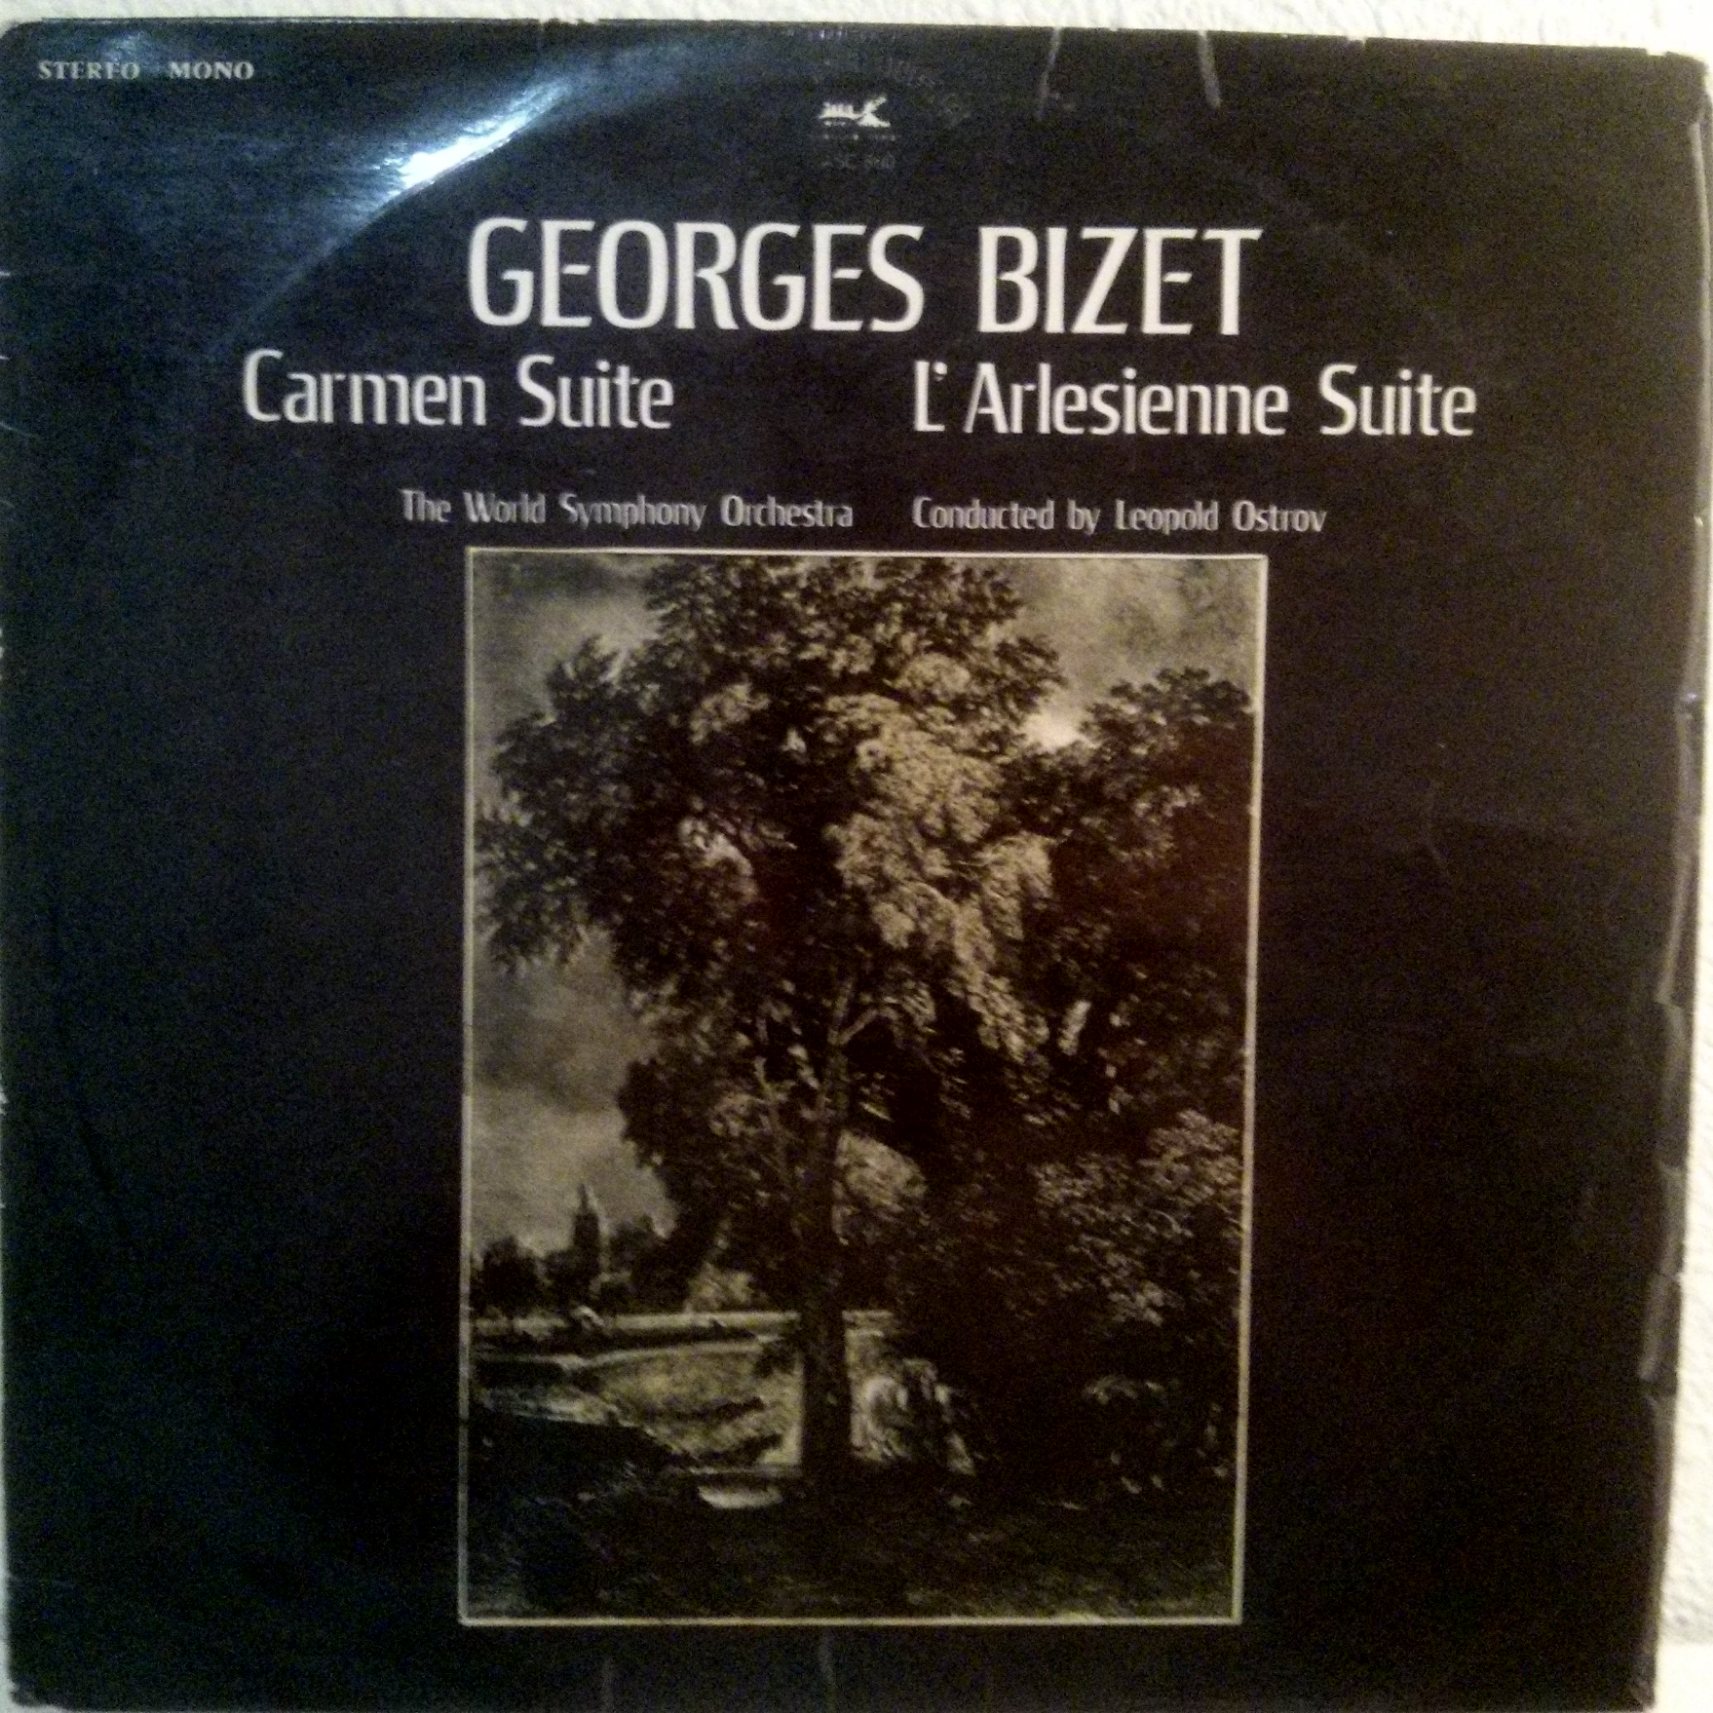 STEREO MONO
GEORGES BIZET
Carmen Suite L'Arlesienne Suite
The World Symphony Orchestra Conducted by Leopold Ostrov